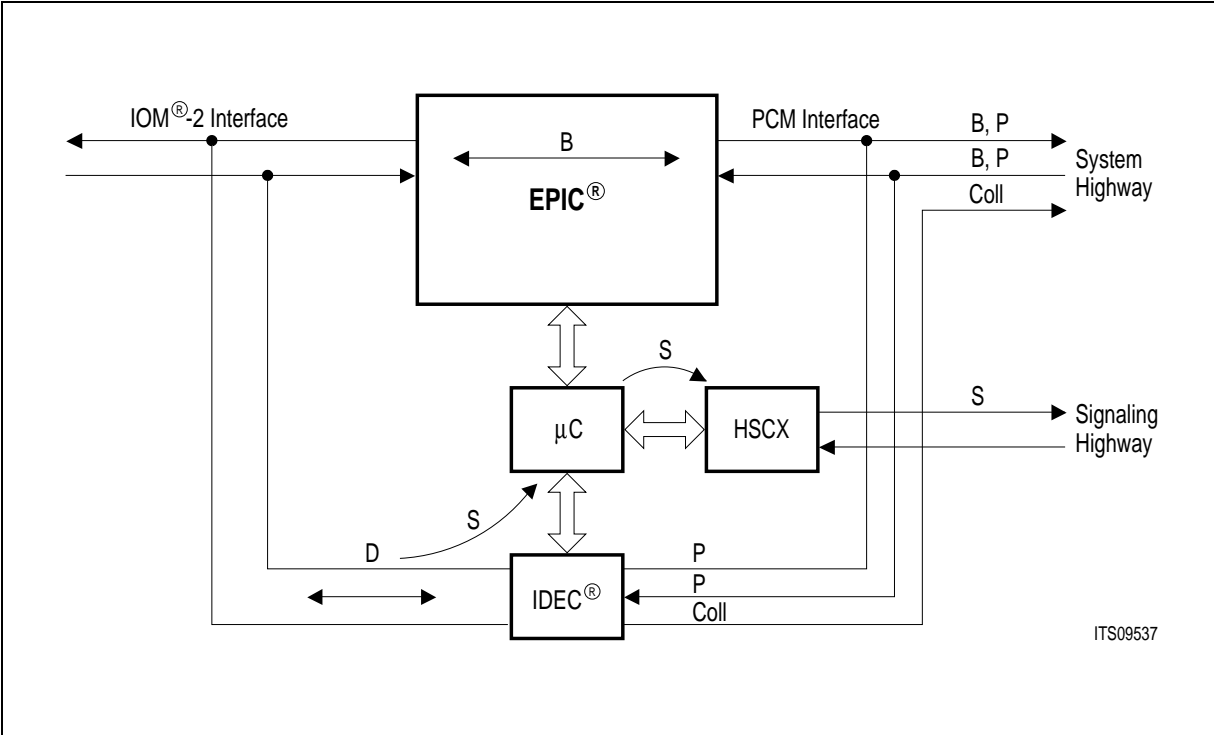 IOM®-2 Interface
PCM Interface
B, P
B
B, P
System
Highway
EPIC®
Coll
S
μC
HSCX
S
Signaling
Highway
S
D
P
P
IDEC®
Coll
ITS09537